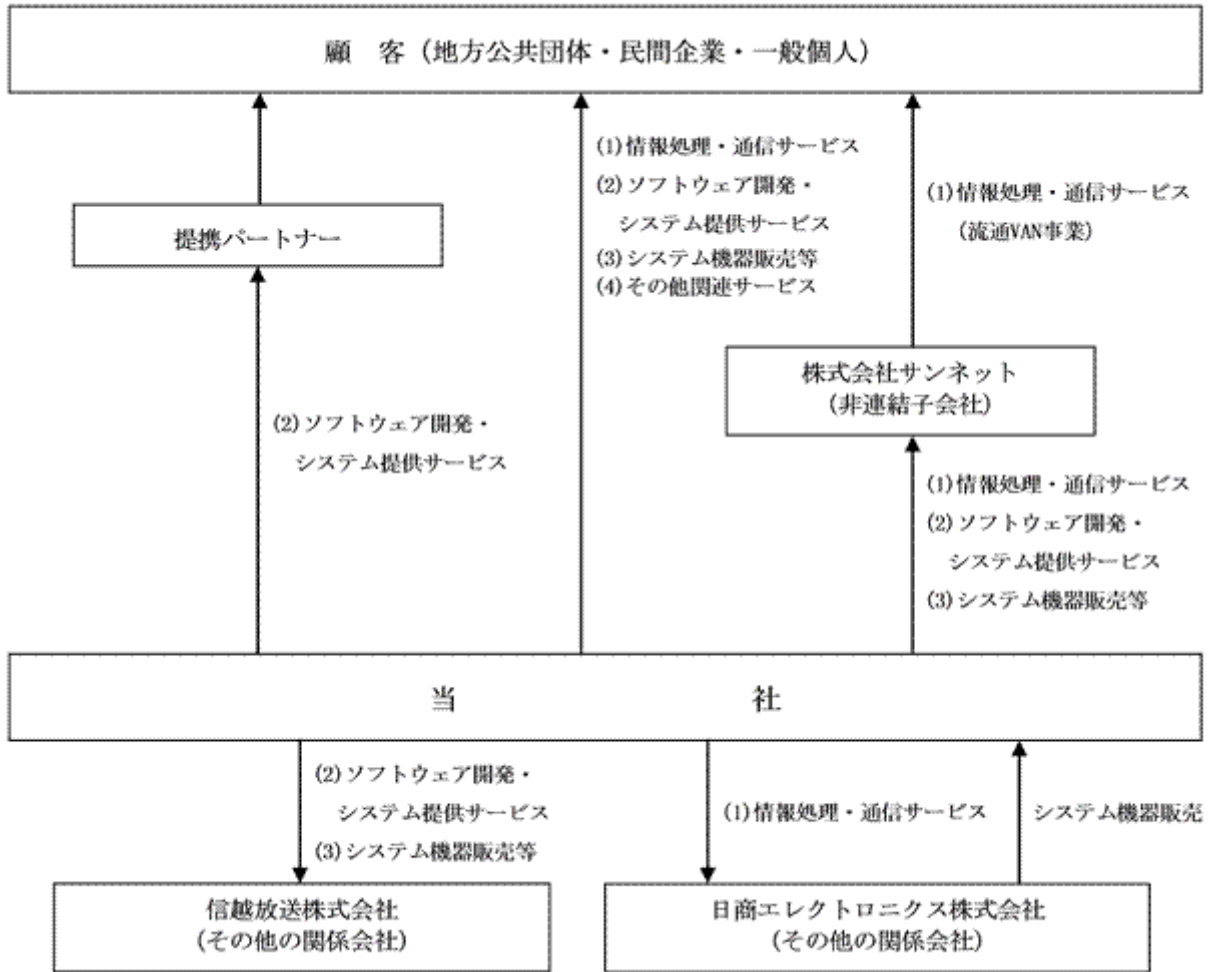 顧　客（地方公共団体・民間企業・一般個人）
(1)情報処理・通信サービス
(2)ソフトウェア開発・
システム提供サービス
(3)システム機器販売等
(4)その他関連サービス
(1)情報処理・通信サービス
(流通VAN事業)
提携パートナー
株式会社サンネット
(非連結子会社)
(2)ソフトウェア開発・
システム提供サービス
(1)情報処理・通信サービス
(2)ソフトウェア開発・
システム提供サービス
(3)システム機器販売等
当　社
(2)ソフトウェア開発・
システム提供サービス
(3)システム機器販売等
(1)情報処理・通信サービス
システム機器販売
信越放送株式会社
(その他の関係会社)
日商エレクトロニクス株式会社
(その他の関係会社)